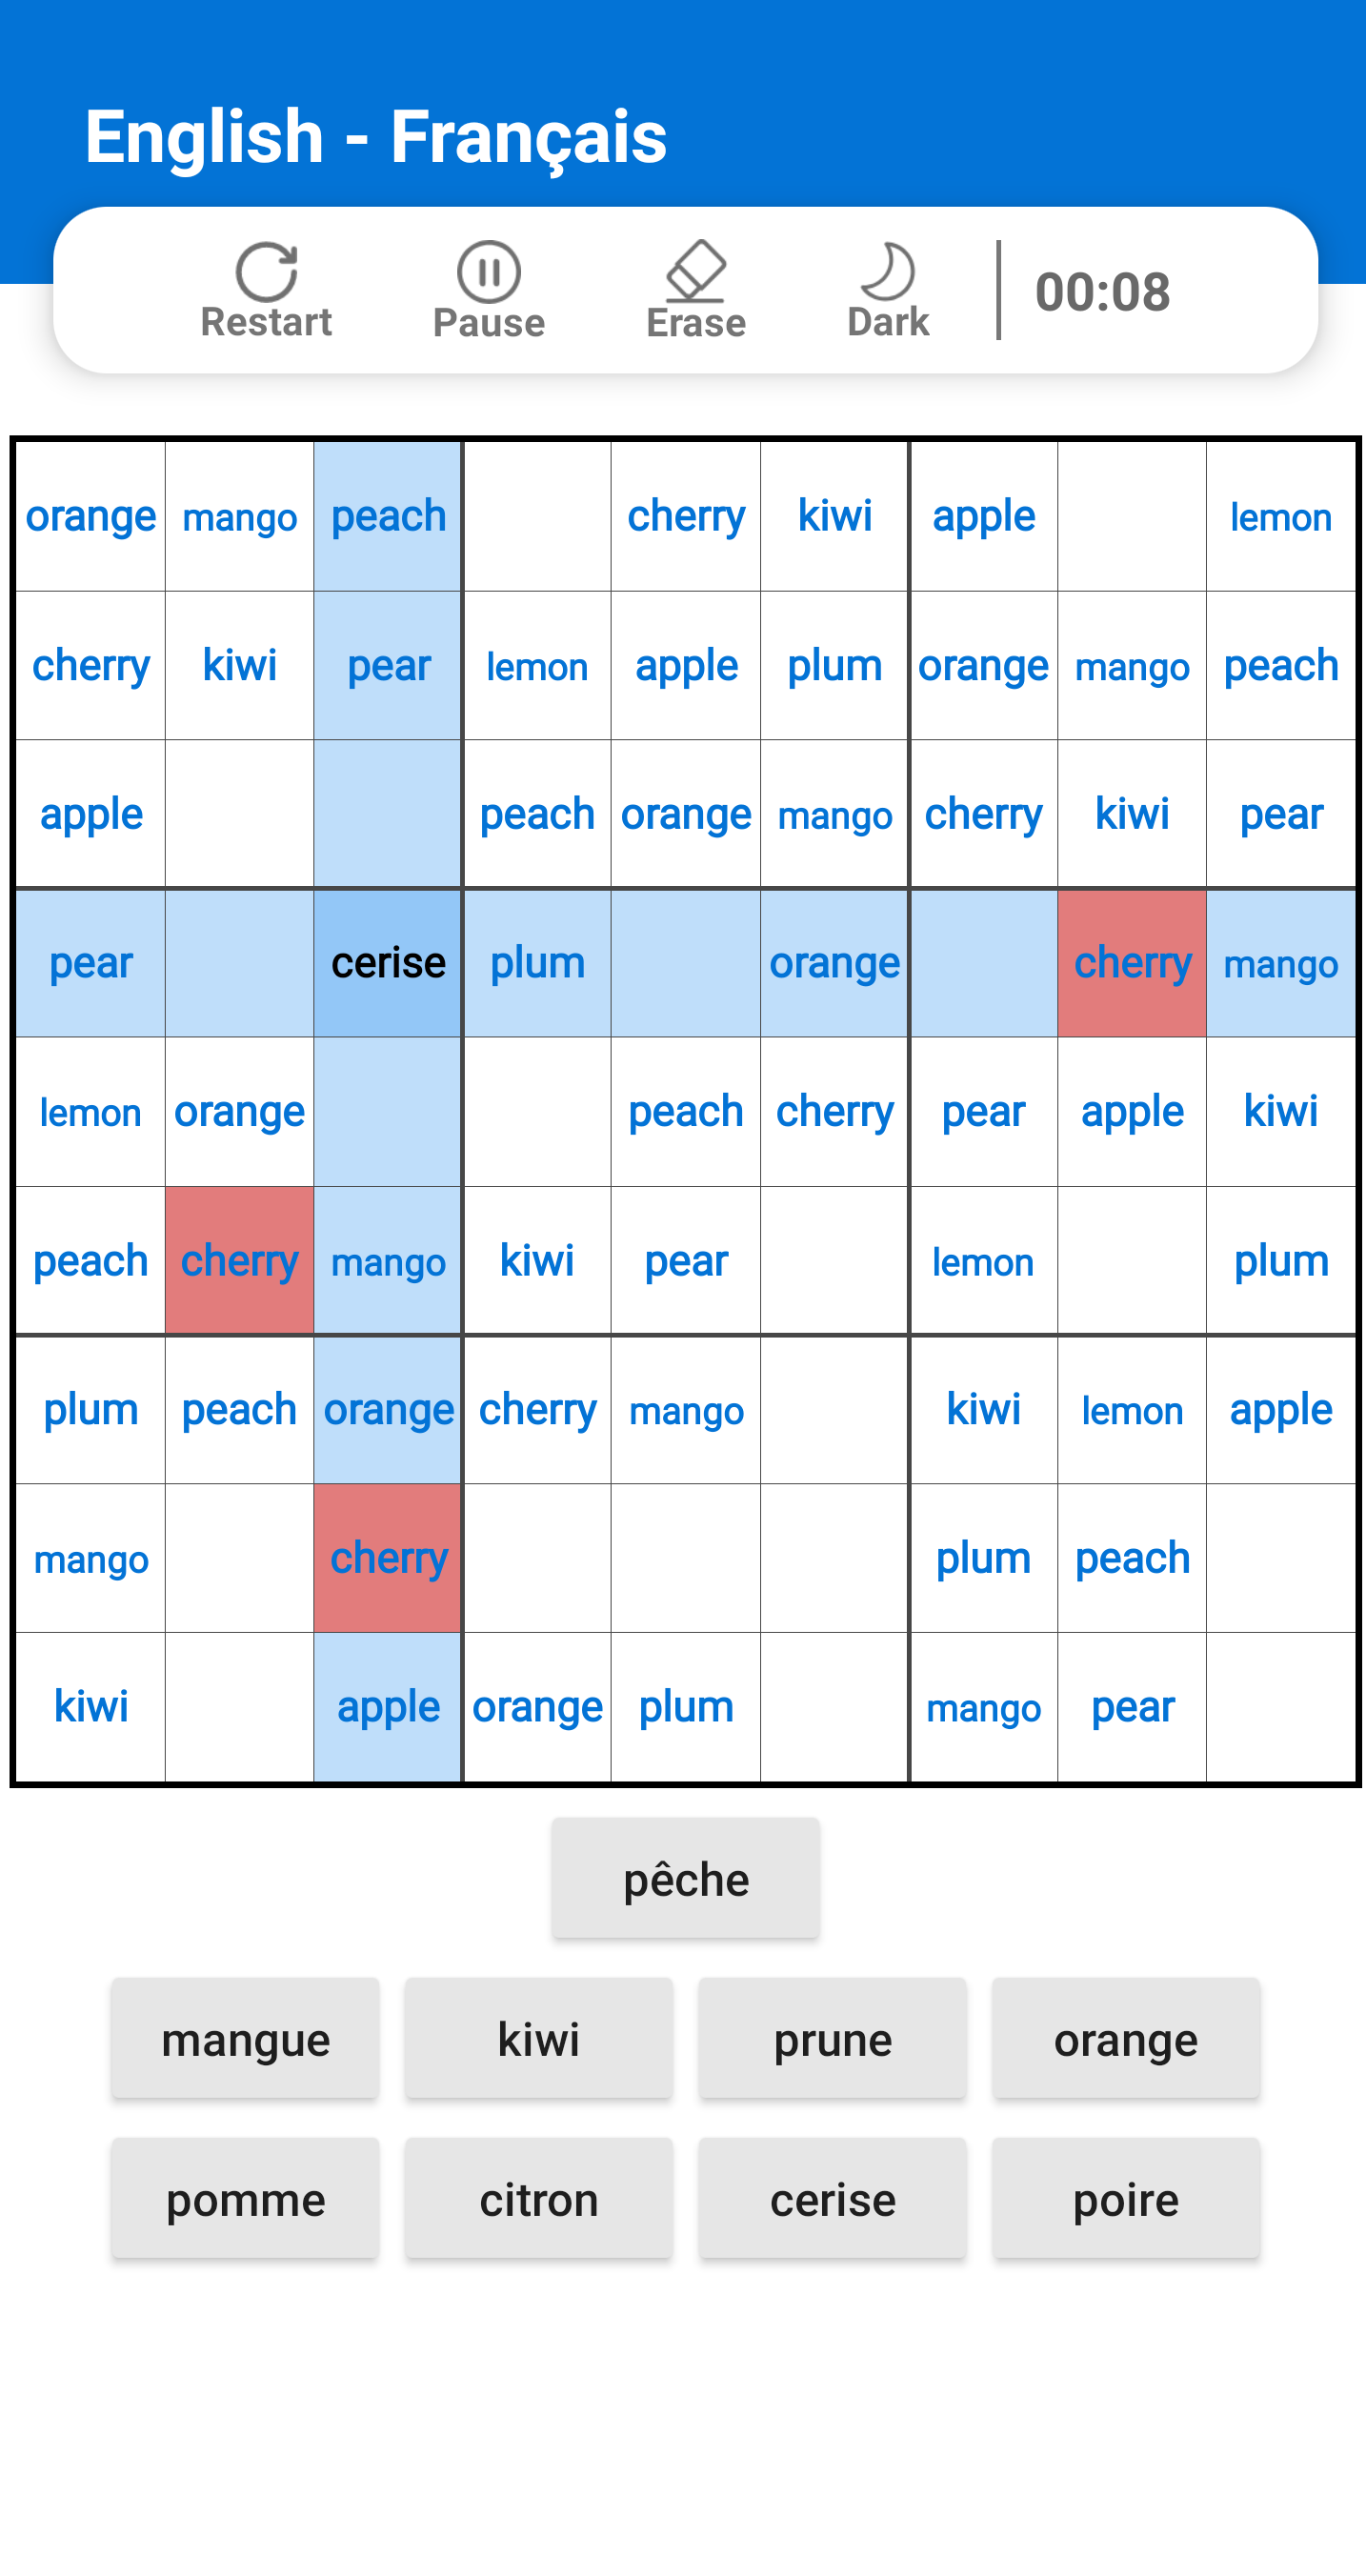 English - Français
Restart Pause Erase Dark 00:08
orange mango peach cherry kiwi apple lemon
cherry kiwi pear lemon apple plum orange mango peach
apple peach orange mango cherry kiwi pear
pear cerise plum orange cherry mango
lemon orange peach cherry pear apple kiwi
peach cherry mango kiwi pear lemon plum
plum peach orange cherry mango kiwi lemon apple
mango cherry plum peach
kiwi apple orange plum mango pear
pêche
mangue kiwi prune orange
pomme citron cerise poire